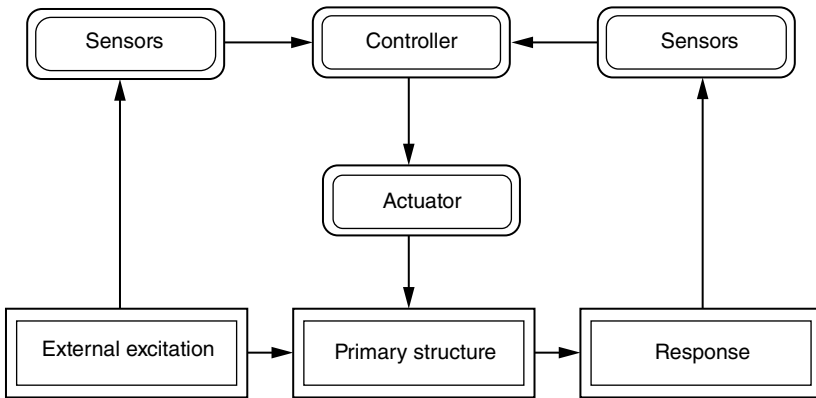 Sensors
Controller
Sensors
Actuator
External excitation
Primary structure
Response